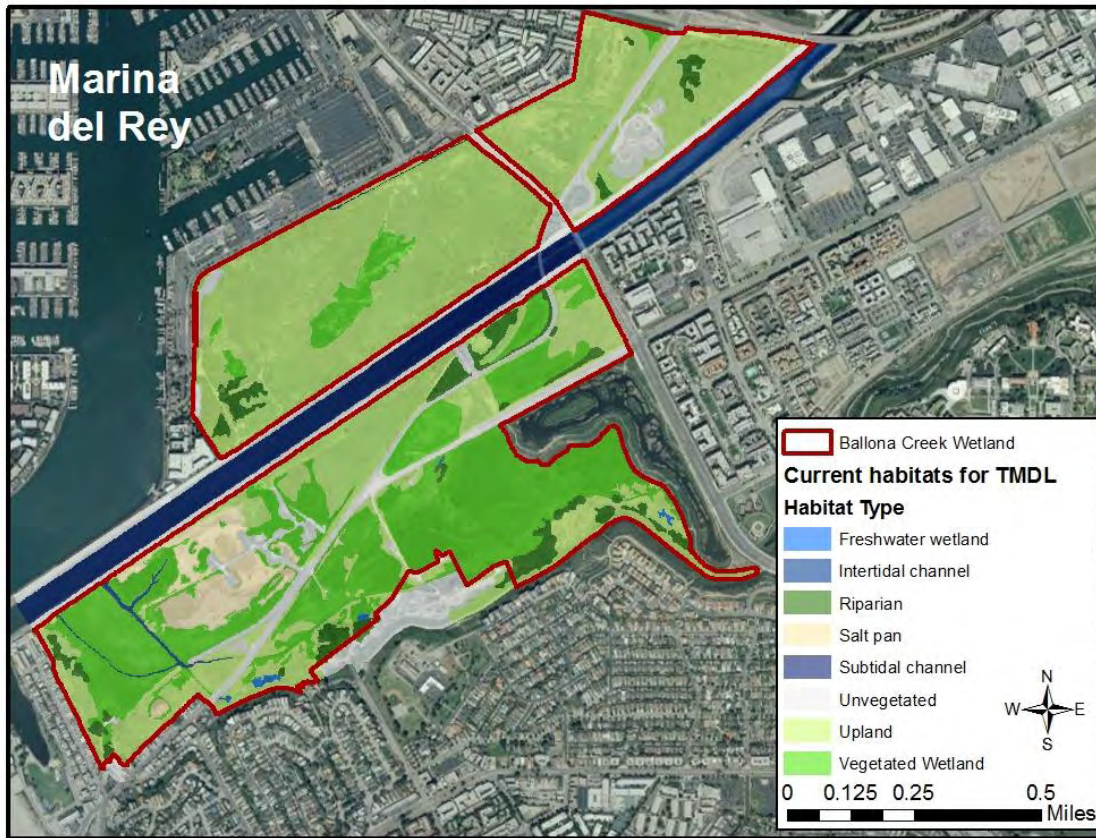 Marina
del Rey
Ballona Creek Wetland
Current habitats for TMDL
Habitat Type
Freshwater wetland
Intertidal channel
Riparian
Salt pan
Subtidal channel
Unvegetated
Upland
Vegetated Wetland
N
W E
S
0 0.125 0.25 0.5
Miles